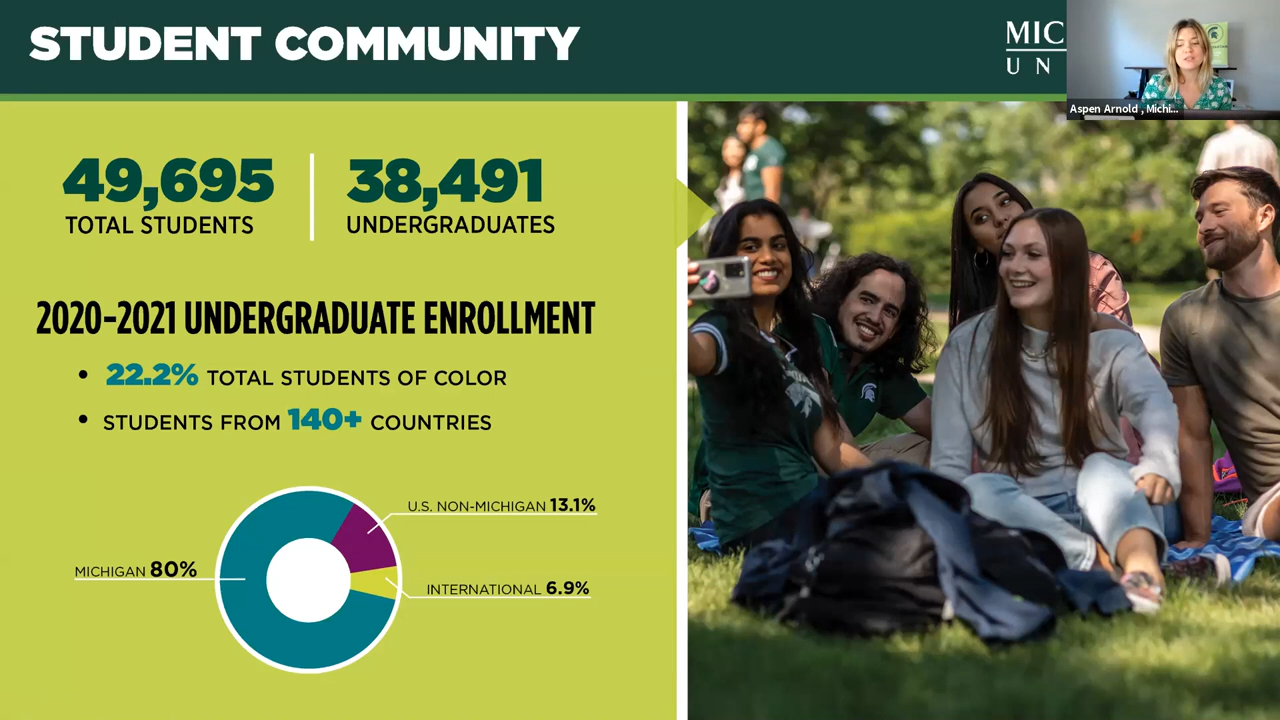 STUDENT COMMUNITY
MIC
UN
Aspen Arnold , Michi...
49,695
TOTAL STUDENTS
38,491
UNDERGRADUATES
2020-2021 UNDERGRADUATE ENROLLMENT
• 22.2% TOTAL STUDENTS OF COLOR
• STUDENTS FROM 140+ COUNTRIES
U.S. NON-MICHIGAN 13.1%
MICHIGAN 80%
INTERNATIONAL 6.9%